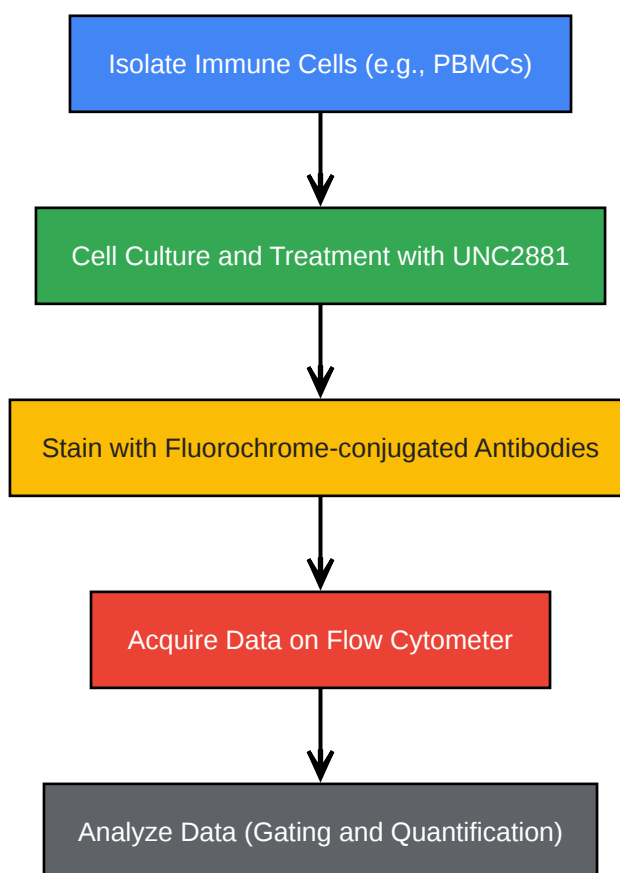 Isolate Immune Cells (e.g., PBMCs)
Cell Culture and Treatment with UNC2881
Stain with Fluorochrome-conjugated Antibodies
Acquire Data on Flow Cytometer
Analyze Data (Gating and Quantification)